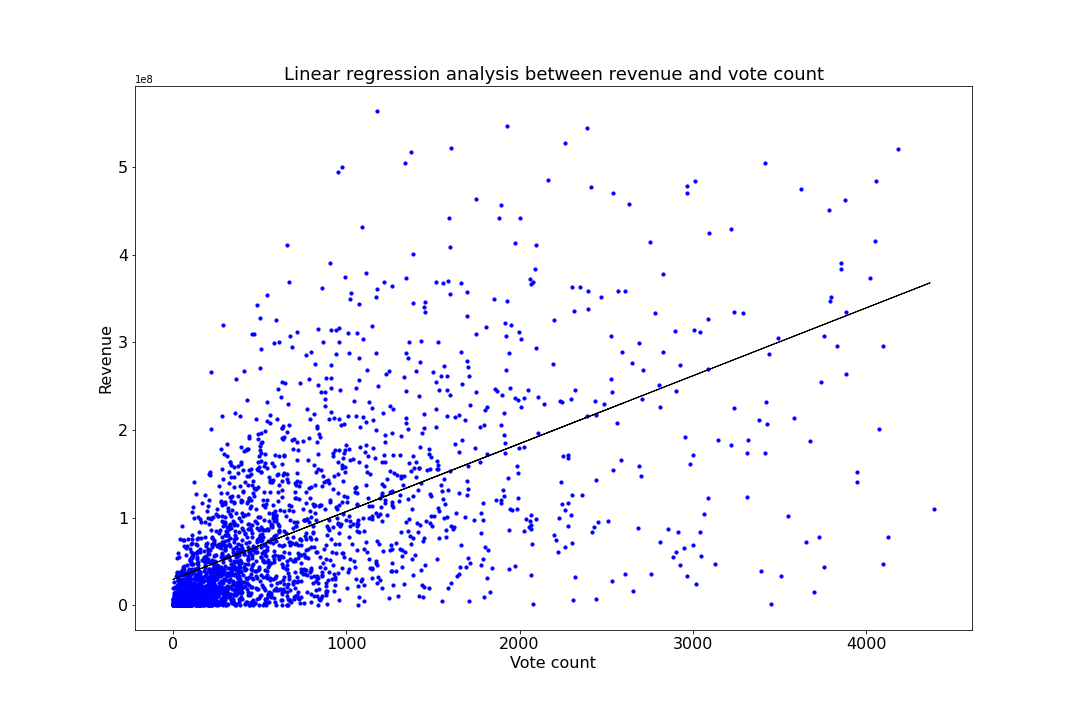 Linear regression analysis between revenue and vote count
1e8
5
4
3
2
1
0
Revenue
0 1000 2000 3000 4000
Vote count